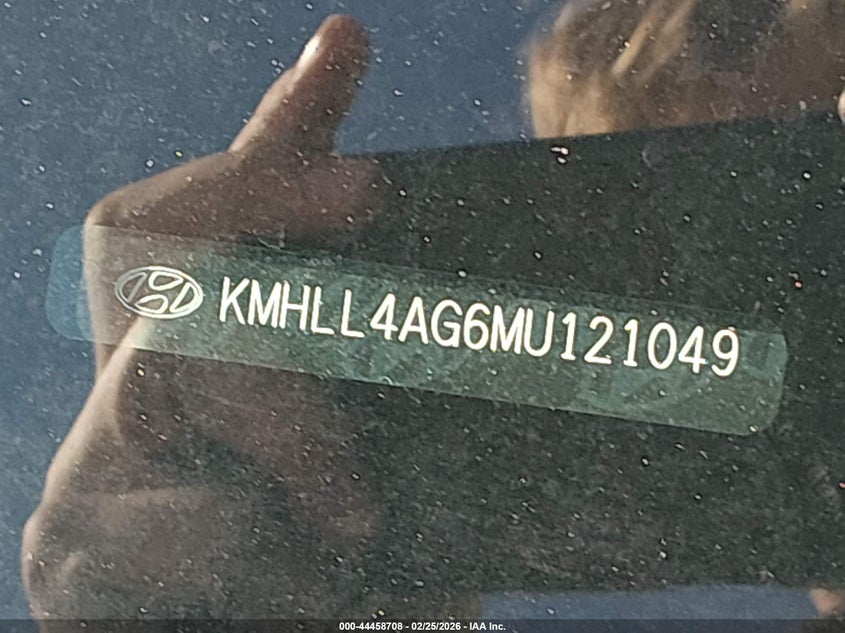 KMHLL4AG6MU121049
000-44458708 - 02/25/2026 - IAA Inc.